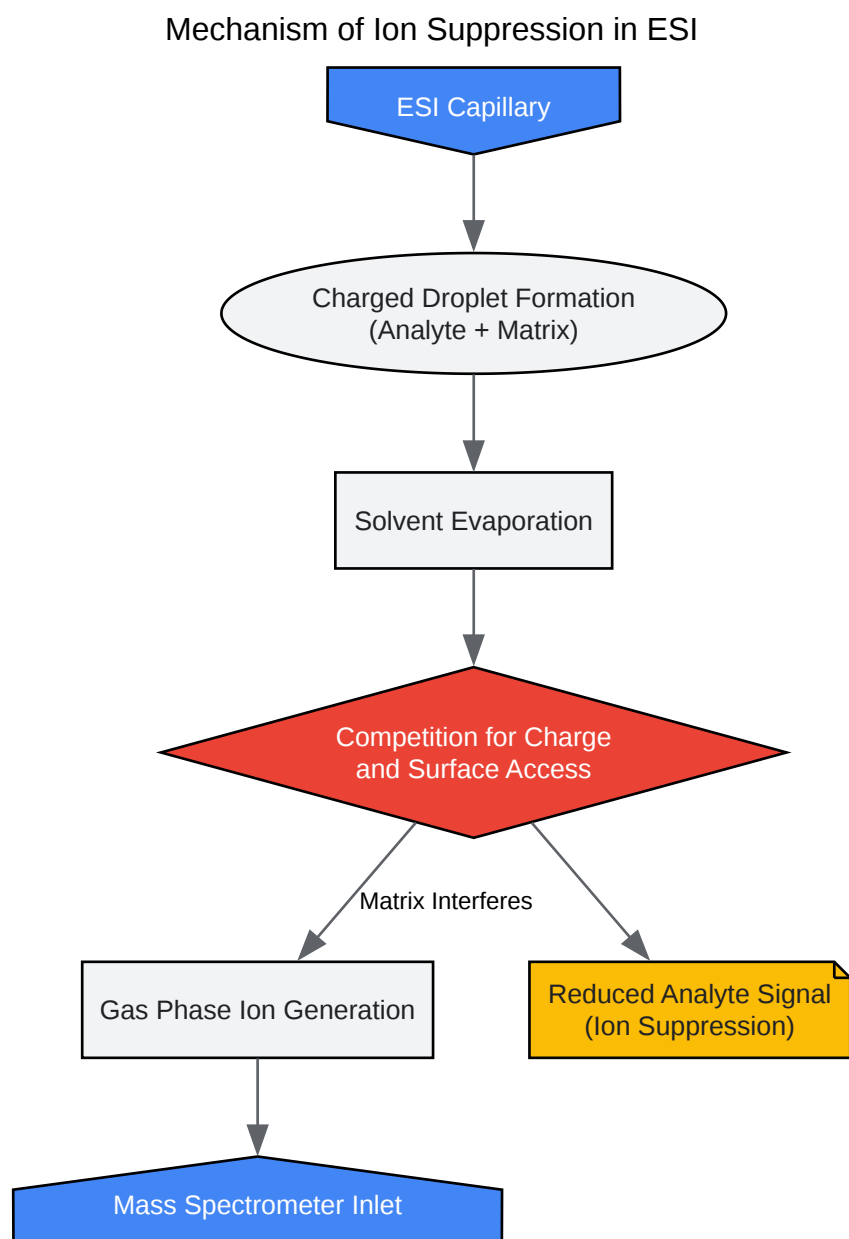 Mechanism of Ion Suppression in ESI
ESI Capillary
Charged Droplet Formation
(Analyte + Matrix)
Solvent Evaporation
Competition for Charge
and Surface Access
Matrix Interferes
Gas Phase Ion Generation
Reduced Analyte Signal
(Ion Suppression)
Mass Spectrometer Inlet